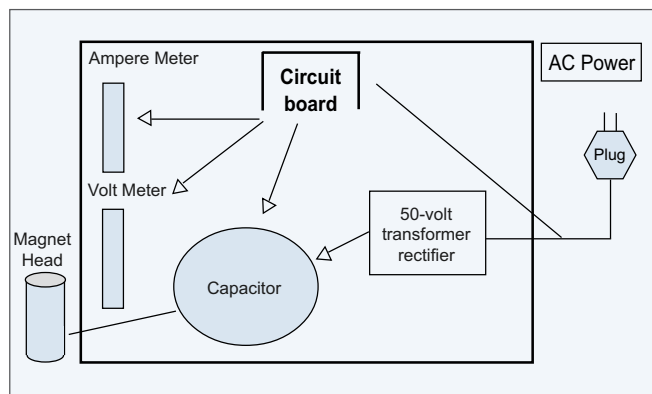 Ampere Meter
Circuit
board
AC Power
Plug
Volt Meter
50-volt
transformer
rectifier
Magnet
Head
Capacitor